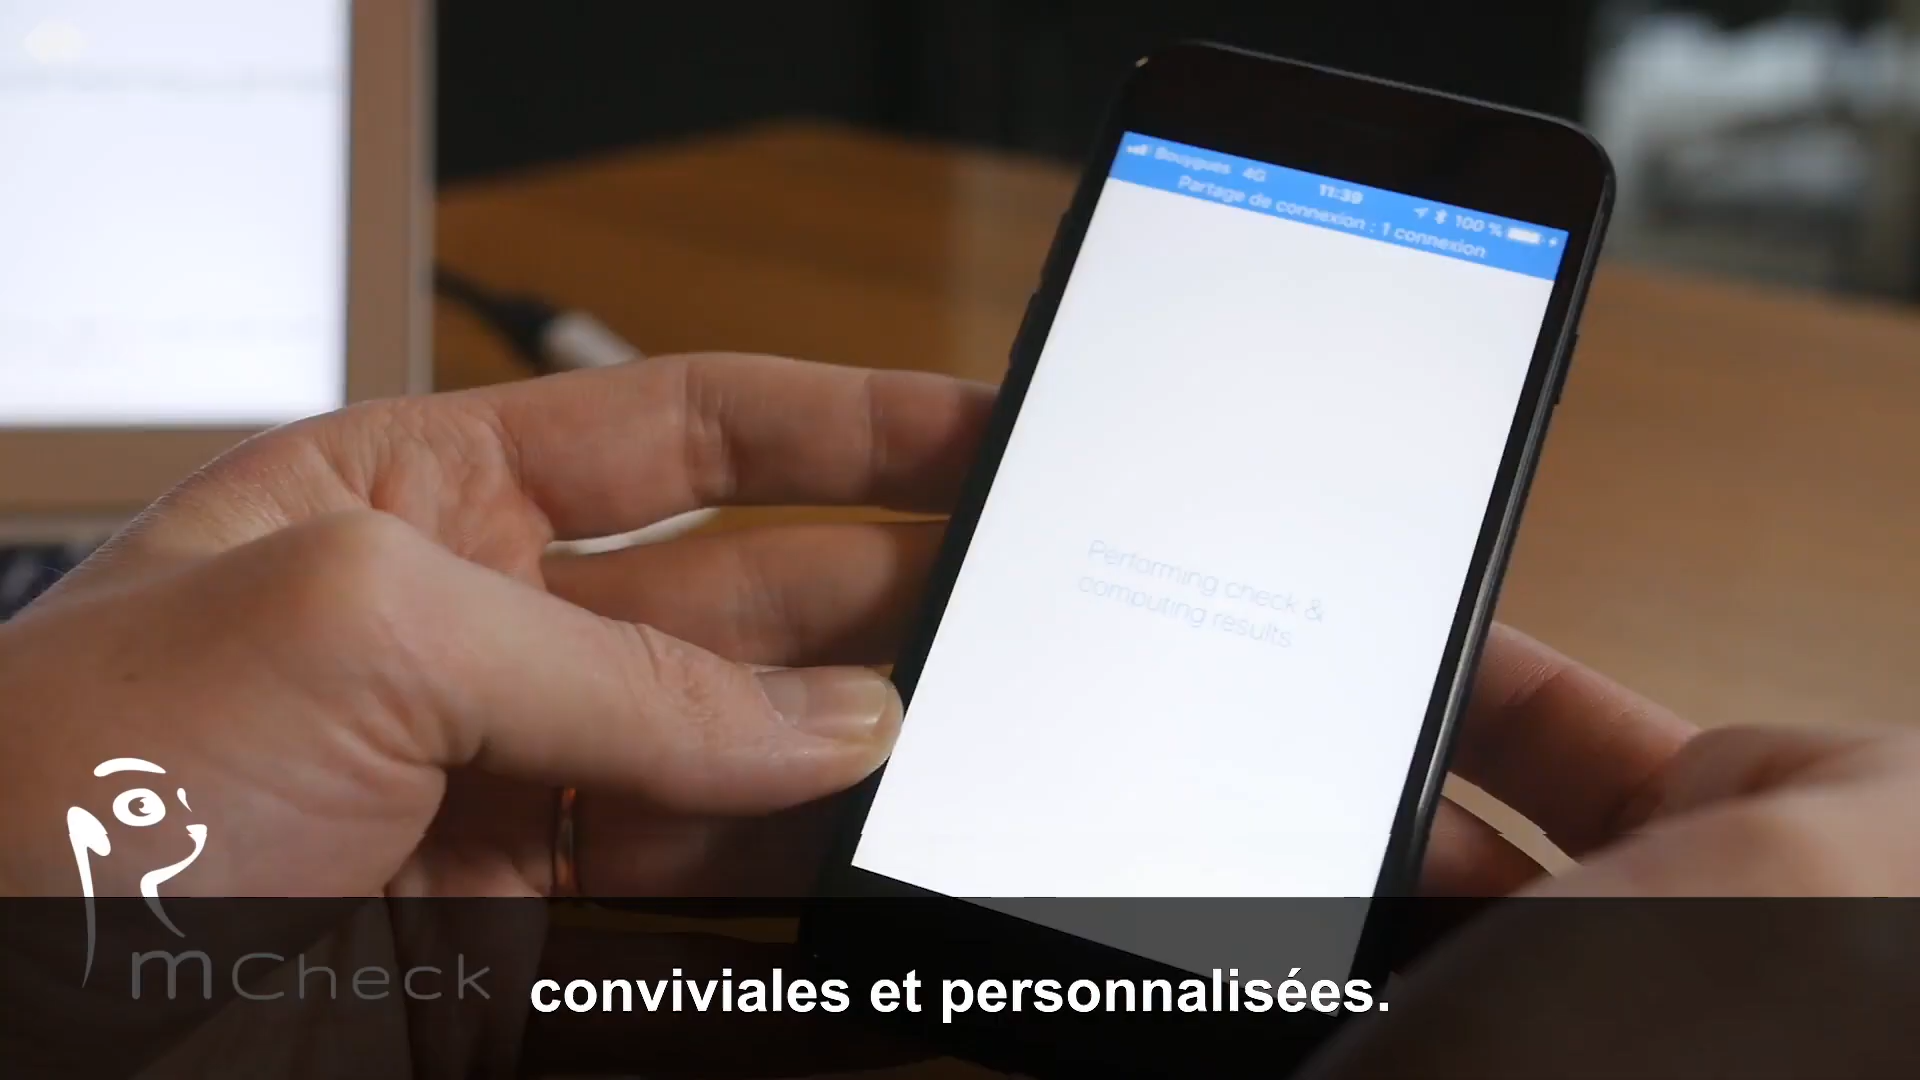 Bouygues 4G 11:39 100 %
Partage de connexion : 1 connexion
Performing check &
computing results
mCheck
conviviales et personnalisées.